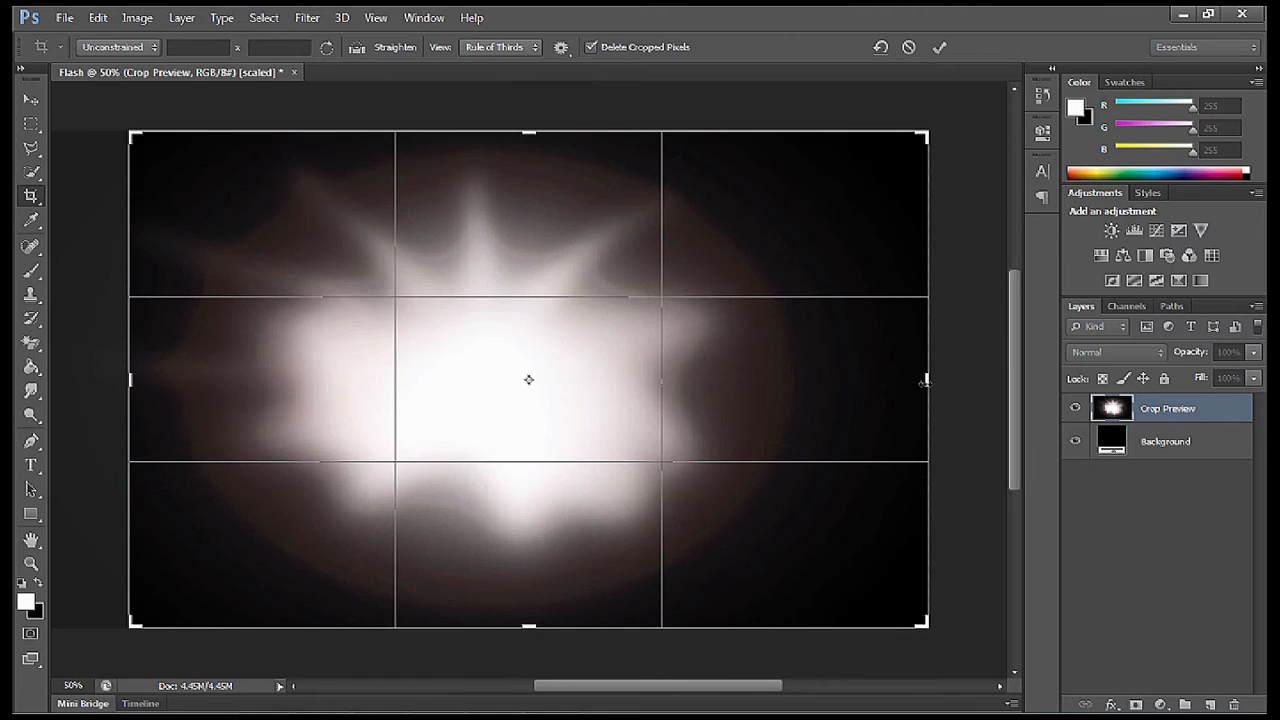 Ps File Edit Image Layer Type Select Filter 3D View Window Help
Unconstrained x Straighten View: Rule of Thirds Delete Cropped Pixels Essentials
Flash @ 50% (Crop Preview, RGB/8#) [scaled] * ×
Color Swatches
R 255
G 255
B 255
Adjustments Styles
Add an adjustment
Layers Channels Paths
Kind
Normal Opacity: 100%
Lock: Fill: 100%
Crop Preview
Background
50% Doc: 4.45M/4.45M
Mini Bridge Timeline